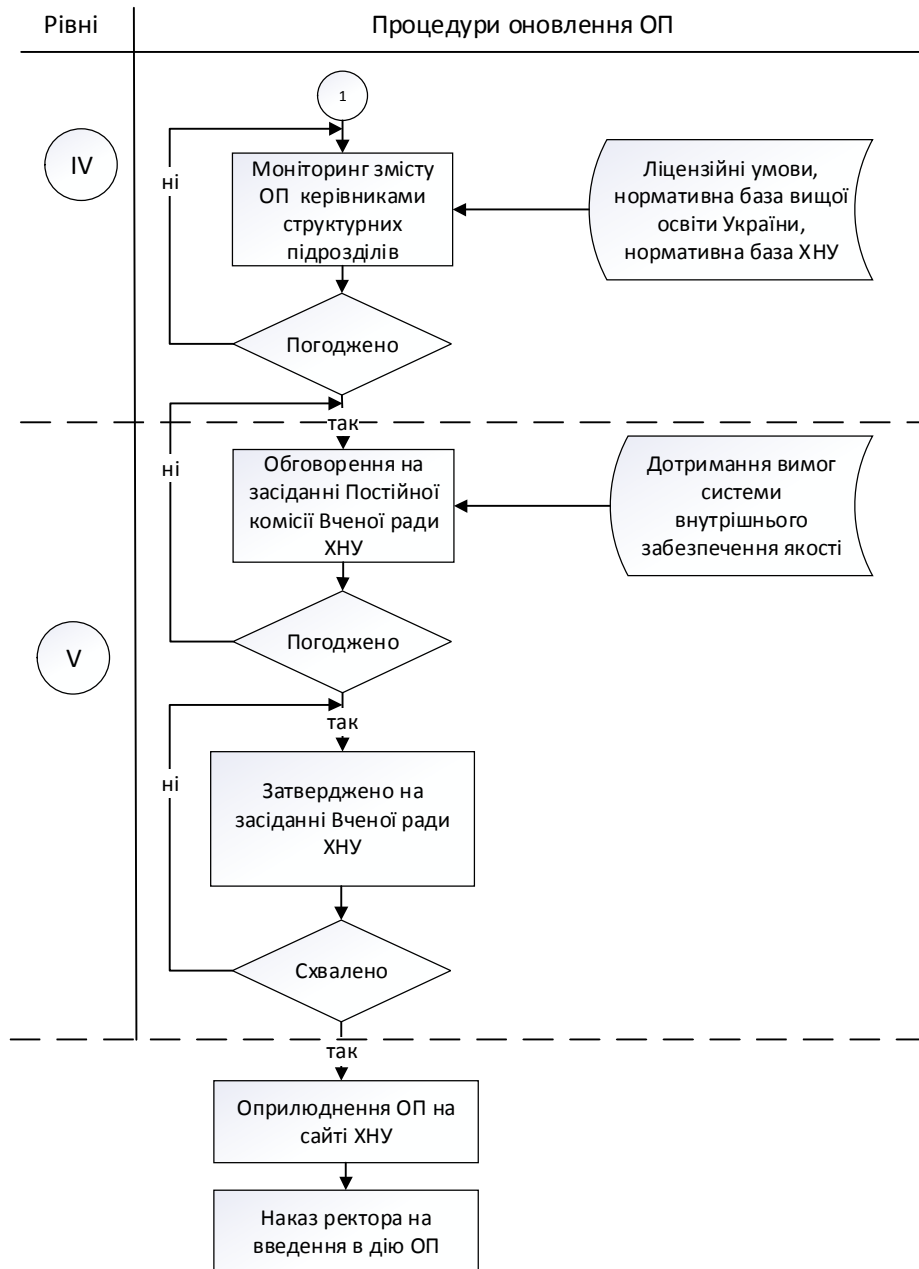 Рівні
Процедури оновлення ОП
1
IV
ні
Моніторинг змісту
ОП керівниками
структурних
підрозділів
Ліцензійні умови,
нормативна база вищої
освіти України,
нормативна база ХНУ
Погоджено
так
ні
Обговорення на
засіданні Постійної
комісії Вченої ради
ХНУ
Дотримання вимог
системи
внутрішнього
забезпечення якості
V
Погоджено
так
ні
Затверджено на
засіданні Вченої ради
ХНУ
Схвалено
так
Оприлюднення ОП на
сайті ХНУ
Наказ ректора на
введення в дію ОП